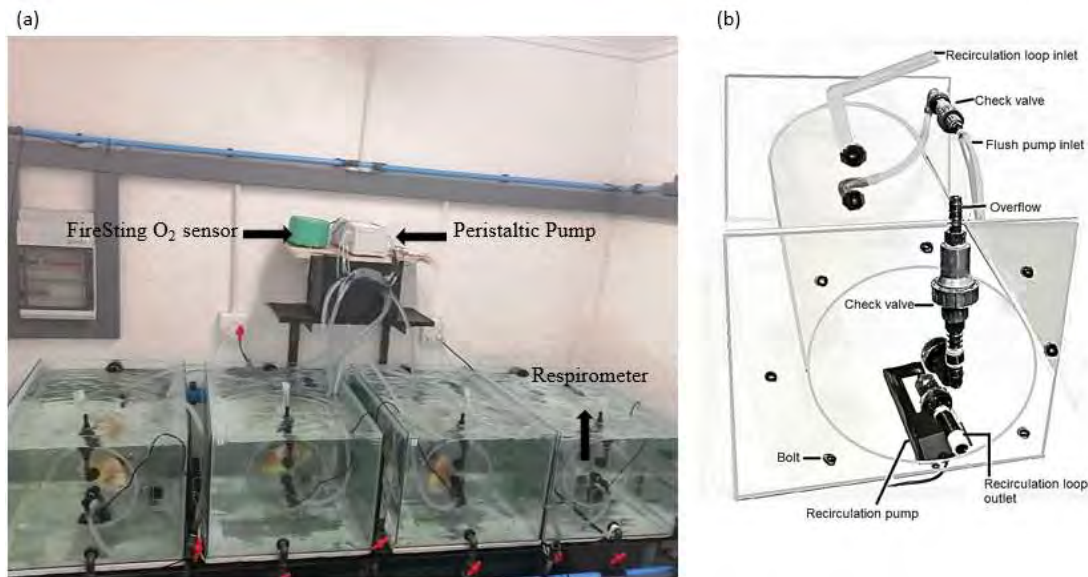 (a)
FireSting O2 sensor
Peristaltic Pump
Respirometer
(b)
Recirculation loop inlet
Check valve
Flush pump inlet
Overflow
Check valve
Bolt
Recirculation pump
Recirculation loop
outlet